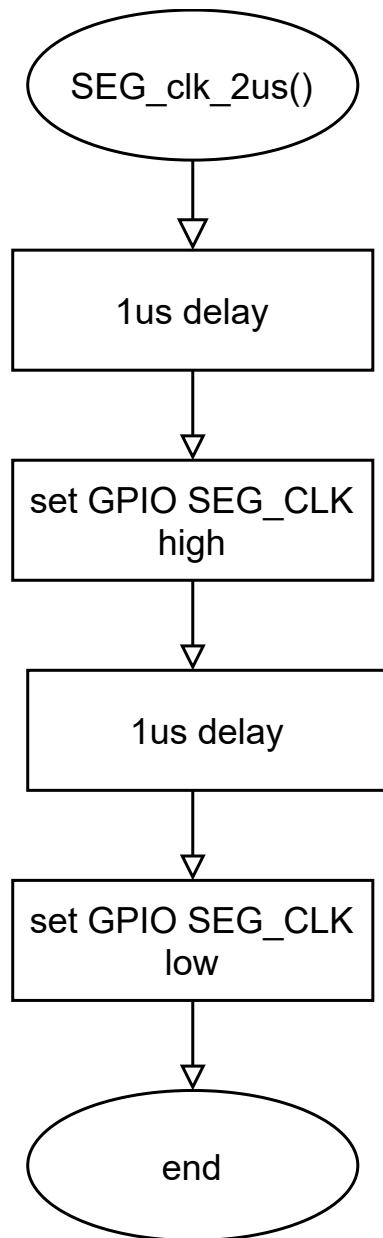 SEG_clk_2us()
1us delay
set GPIO SEG_CLK
high
1us delay
set GPIO SEG_CLK
low
end